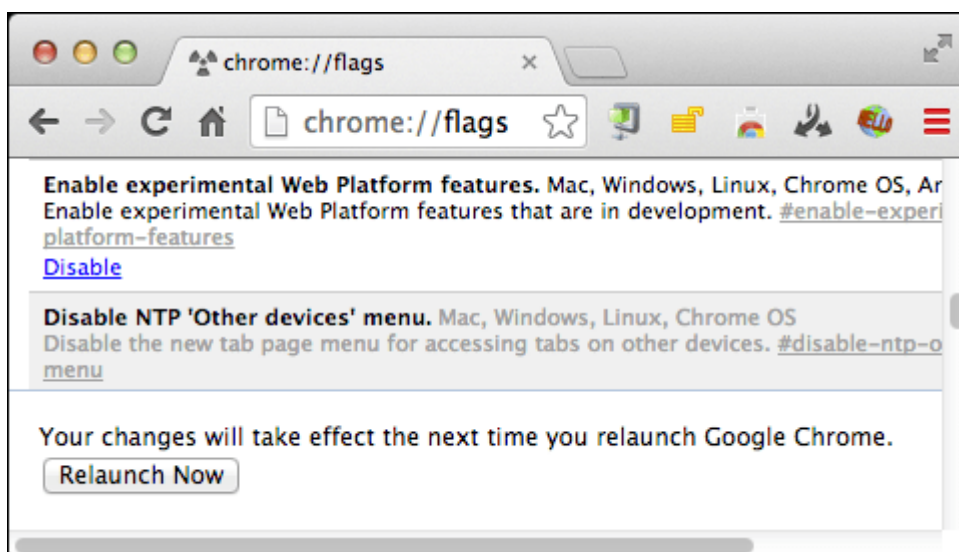 chrome://flags
chrome://flags
Enable experimental Web Platform features. Mac, Windows, Linux, Chrome OS,
Enable experimental Web Platform features that are in development. #enable-experi
platform-features
Disable
Disable NTP 'Other devices' menu. Mac, Windows, Linux, Chrome OS
Disable the new tab page menu for accessing tabs on other devices. #disable-ntp-o
menu
Your changes will take effect the next time you relaunch Google Chrome.
Relaunch Now